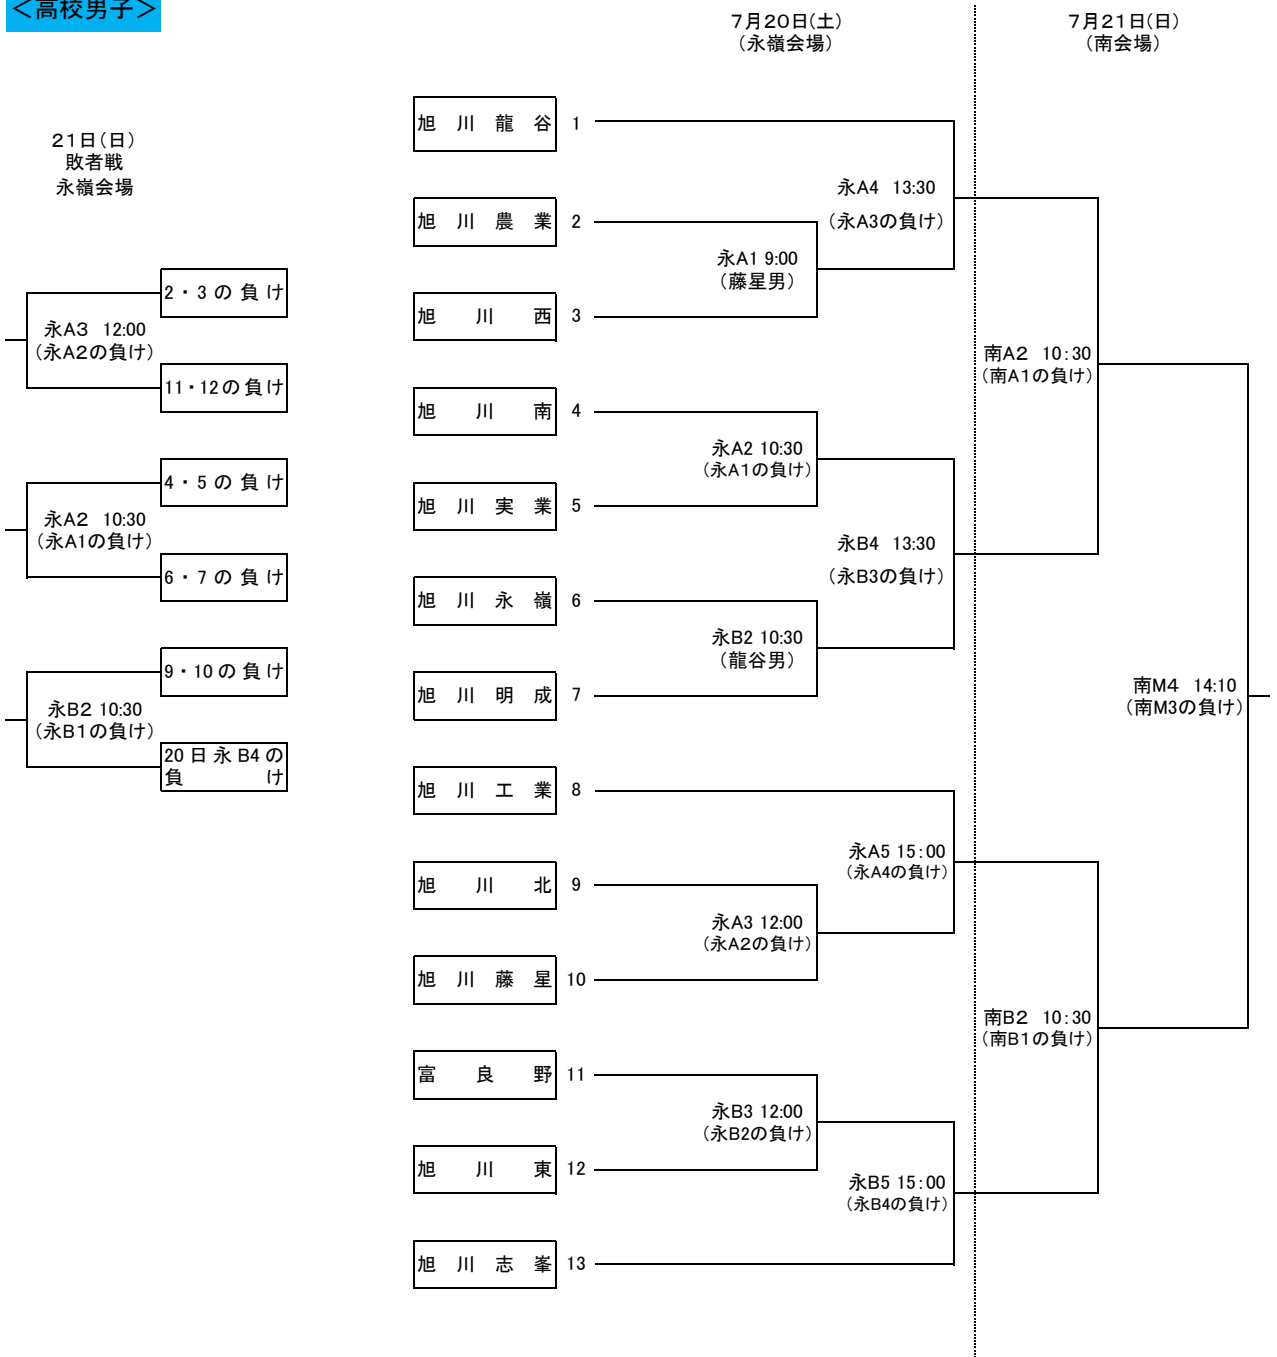 ＜高校男子＞
7月20日(土)
(永嶺会場)
7月21日(日)
(南会場)
21日(日)
敗者戦
永嶺会場
2・3の負け
永A3 12:00
(永A2の負け)
11・12の負け
4・5の負け
永A2 10:30
(永A1の負け)
6・7の負け
9・10の負け
永B2 10:30
(永B1の負け)
20日永B4の
負け
旭川龍谷 1
旭川農業 2
旭川西 3
旭川南 4
旭川実業 5
旭川永嶺 6
旭川明成 7
旭川工業 8
旭川北 9
旭川藤星 10
富良野 11
旭川東 12
旭川志峯 13
永A1 9:00
(藤星男)
永A2 10:30
(永A1の負け)
永B2 10:30
(龍谷男)
永A3 12:00
(永A2の負け)
永B3 12:00
(永B2の負け)
永A4 13:30
(永A3の負け)
永B4 13:30
(永B3の負け)
永A5 15:00
(永A4の負け)
永B5 15:00
(永B4の負け)
南A2 10:30
(南A1の負け)
南B2 10:30
(南B1の負け)
南M4 14:10
(南M3の負け)